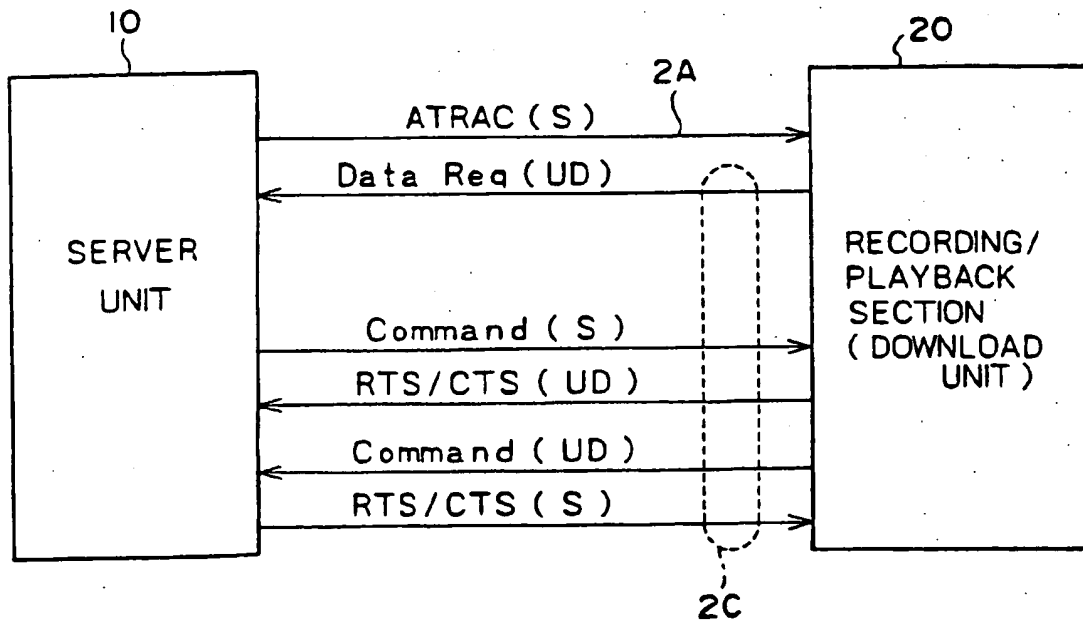 10
20
2A
ATRAC(S)
Data Req(UD)
SERVER
UNIT
RECORDING/
PLAYBACK
SECTION
(DOWNLOAD
UNIT)
Command(S)
RTS/CTS(UD)
Command(UD)
RTS/CTS(S)
2C